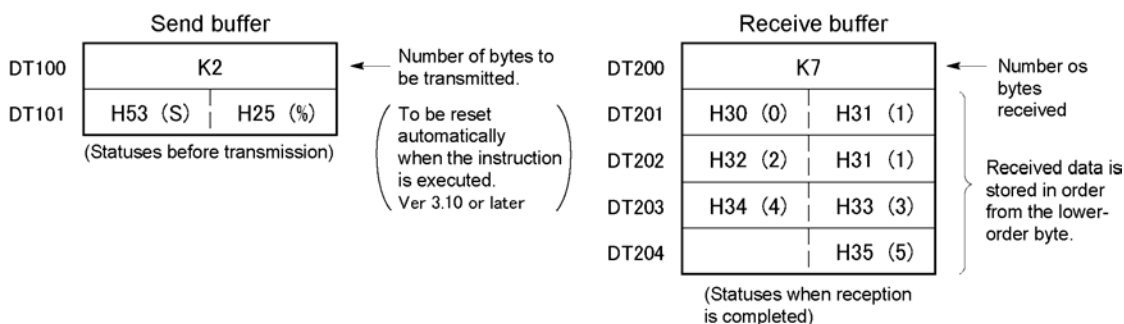 Send buffer
DT100
K2
DT101
H53 (S)
H25 (%)
(Statuses before transmission)
Number of bytes to
be transmitted.
To be reset
automatically
when the instruction
is executed.
Ver 3.10 or later
Receive buffer
DT200
K7
DT201
H30 (0)
H31 (1)
DT202
H32 (2)
H31 (1)
DT203
H34 (4)
H33 (3)
DT204
H35 (5)
(Statuses when reception
is completed)
Number os
bytes
received
Received data is
stored in order
from the lower-
order byte.